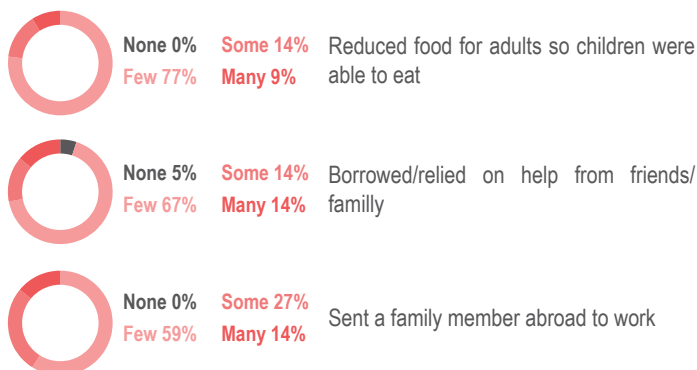 None 0% Some 14% Reduced food for adults so children were
Few 77% Many 9% able to eat
None 5% Some 14% Borrowed/relied on help from friends/
Few 67% Many 14% familly
None 0% Some 27%
Few 59% Many 14%
Sent a family member abroad to work